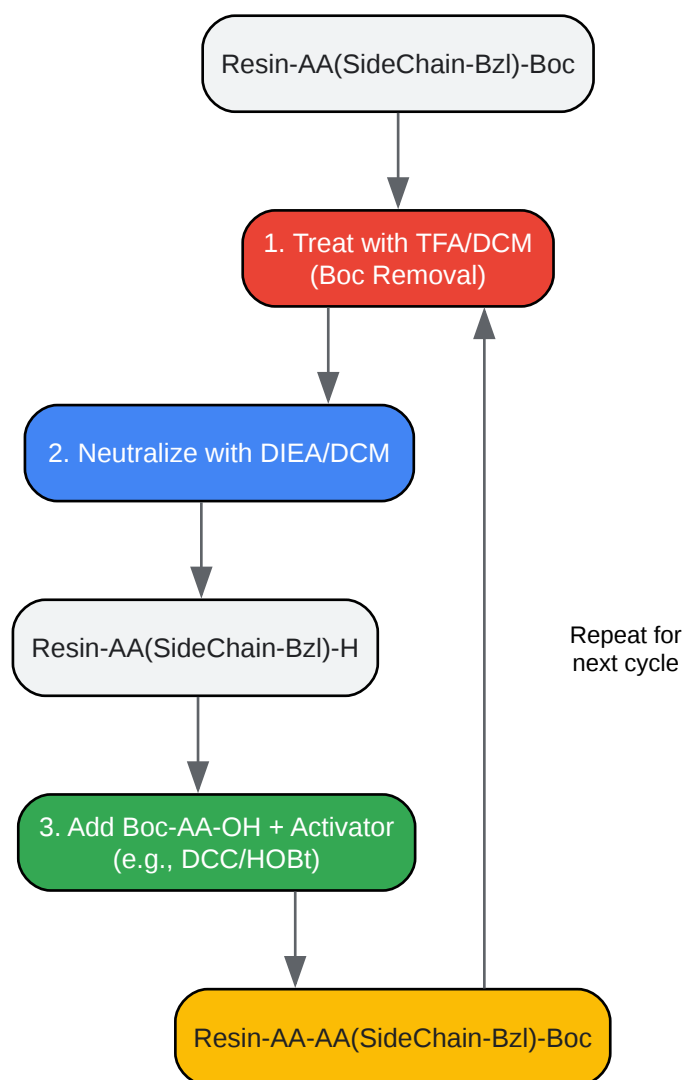 Resin-AA(SideChain-Bzl)-Boc
1. Treat with TFA/DCM
(Boc Removal)
2. Neutralize with DIEA/DCM
Resin-AA(SideChain-Bzl)-H
Repeat for
next cycle
3. Add Boc-AA-OH + Activator
(e.g., DCC/HOBt)
Resin-AA-AA(SideChain-Bzl)-Boc